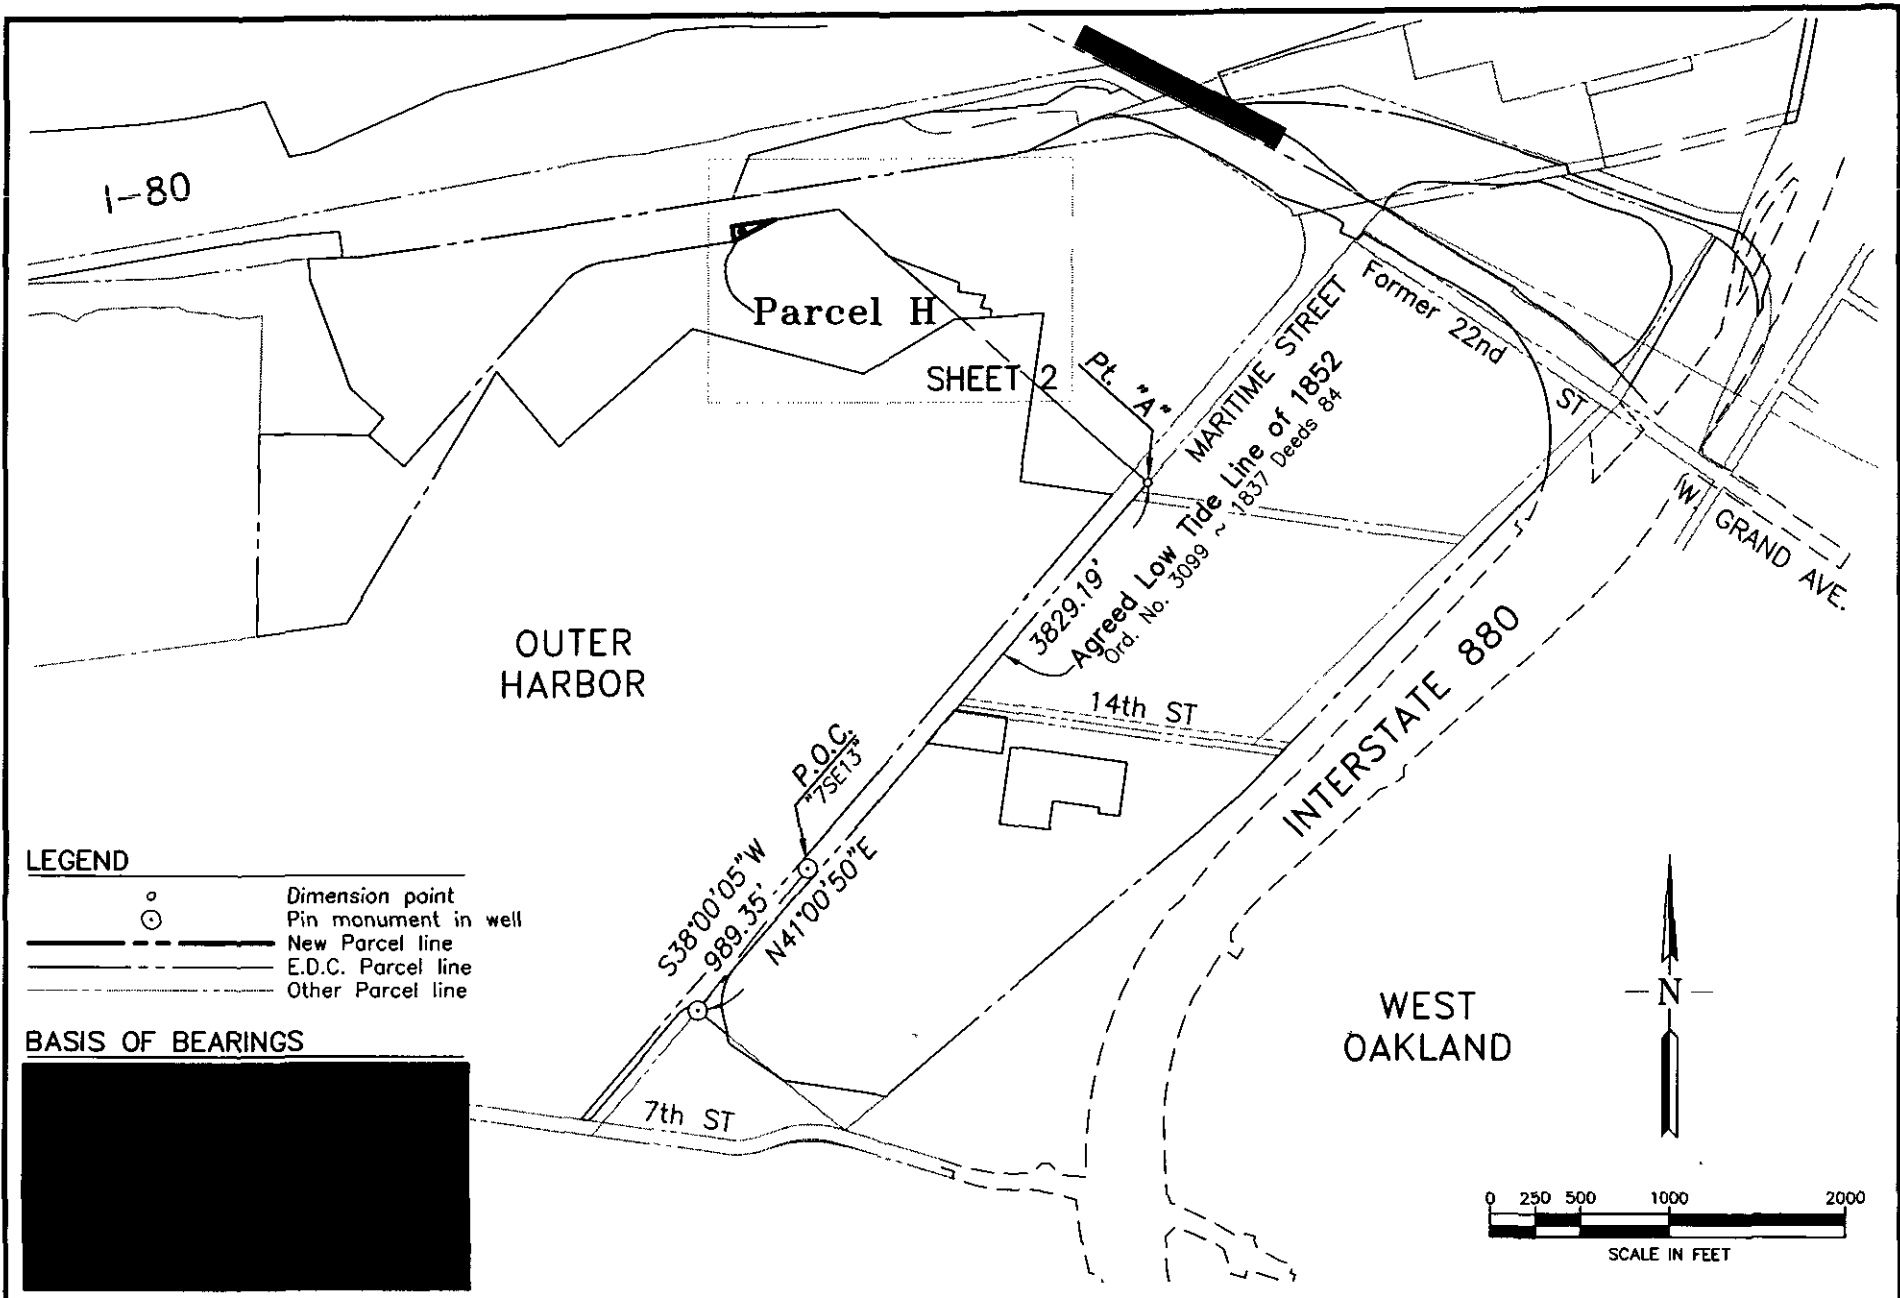 I-80
Parcel H
SHEET 2
Pt. "A"
MARITIME STREET
Former 22nd
ST
Agreed Low Tide Line of 1852
Ord. No. 3099 ~ 1837 Deeds 84
3829.19'
W. GRAND AVE.
INTERSTATE 880
OUTER
HARBOR
14th ST
P.O.C.
"7SE13"
S38°00'05"W
989.35'
N41°00'50"E
LEGEND
Dimension point
Pin monument in well
New Parcel line
E.D.C. Parcel line
Other Parcel line
BASIS OF BEARINGS
7th ST
WEST
OAKLAND
N
0 250 500 1000 2000
SCALE IN FEET